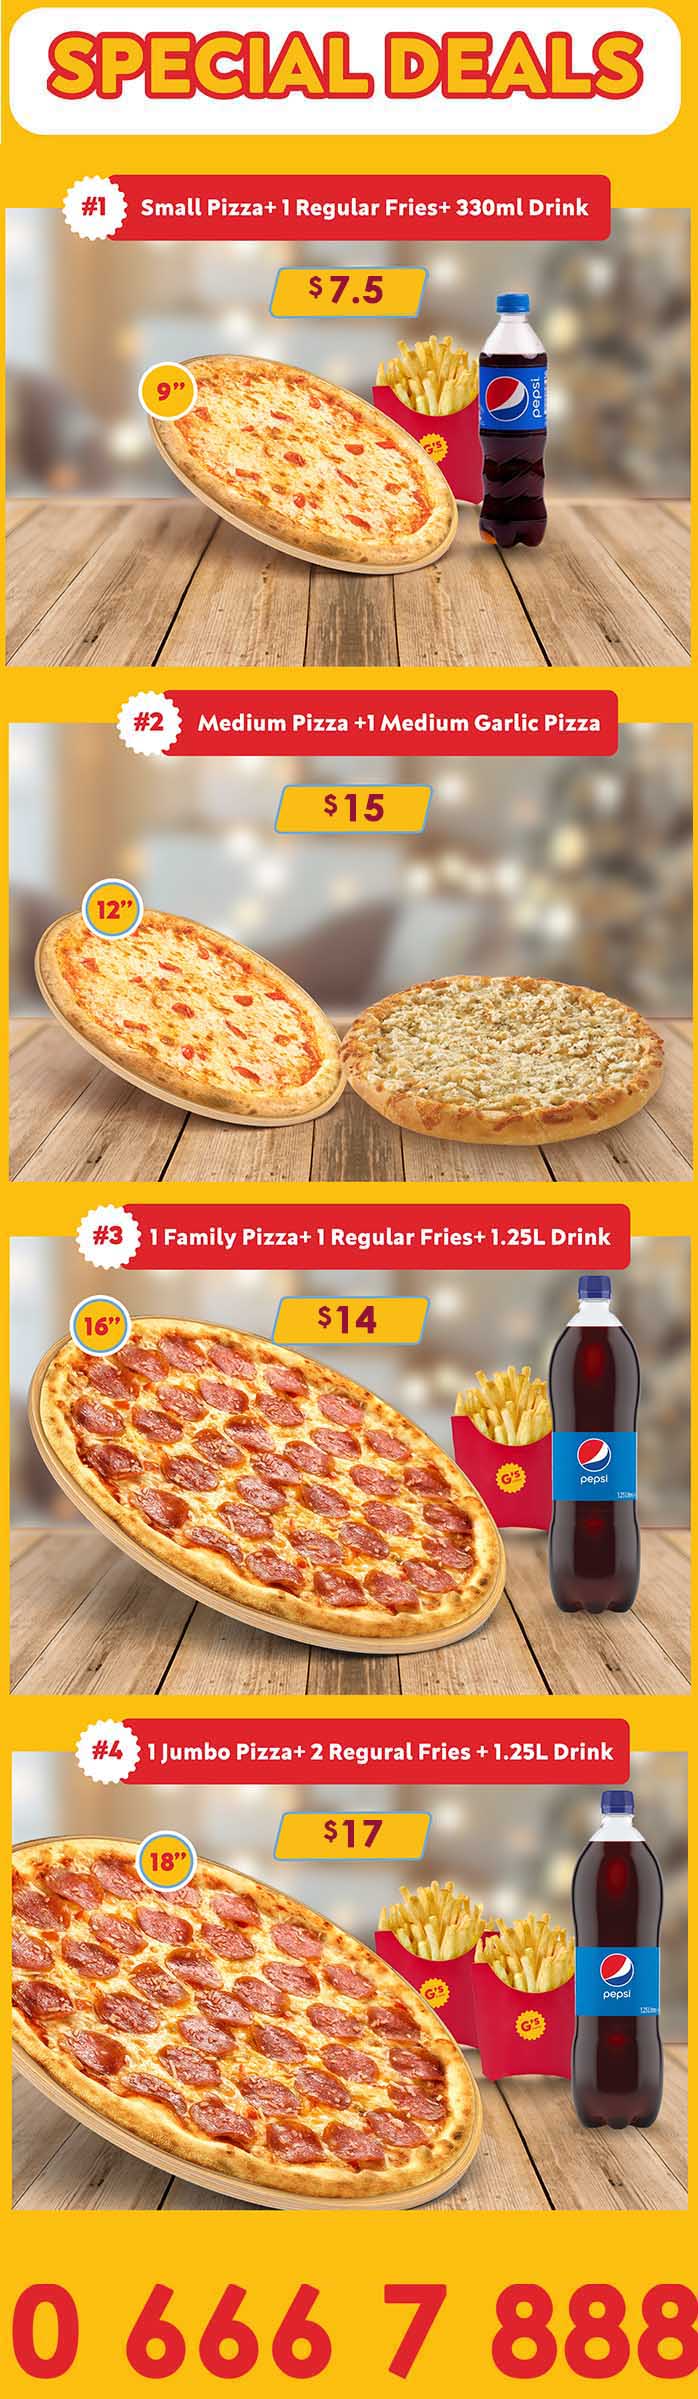 SPECIAL DEALS
#1 Small Pizza+ 1 Regular Fries+ 330ml Drink
$7.5
9”
G's
pepsi
#2 Medium Pizza +1 Medium Garlic Pizza
$15
12”
#3 1 Family Pizza+ 1 Regular Fries+ 1.25L Drink
$14
16”
G's
pepsi
#4 1 Jumbo Pizza+ 2 Regural Fries + 1.25L Drink
$17
18”
G's
G's
pepsi
0 666 7 888